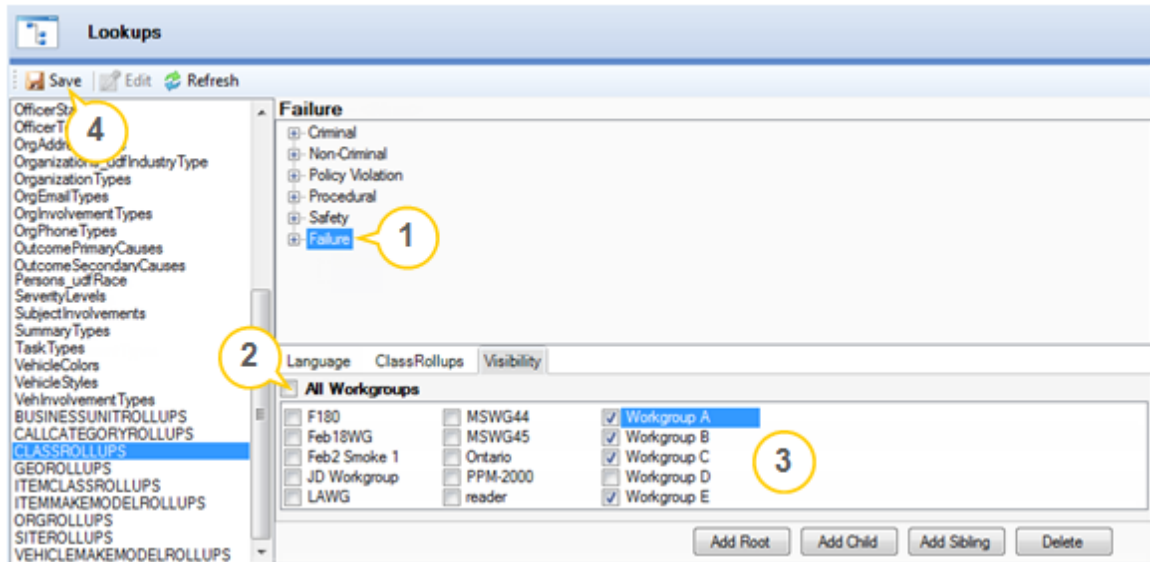 Lookups
Save Edit Refresh
OfficerSta
OfficerT
OrgAddr
Organizations_udfIndustryType
OrganizationTypes
OrgEmailTypes
OrgInvolvementTypes
OrgPhoneTypes
OutcomePrimaryCauses
OutcomeSecondaryCauses
Persons_udfRace
SeverityLevels
SubjectInvolvements
SummaryTypes
TaskTypes
VehicleColors
VehicleStyles
VehInvolvementTypes
BUSINESSUNITROLLUPS
CALLCATEGORYROLLUPS
CLASSROLLUPS
GEOROLLUPS
ITEMCLASSROLLUPS
ITEMMAKEMODELROLLUPS
ORGROLLUPS
SITEROLLUPS
VEHICLEMAKEMODELROLLUPS
4
Failure
Criminal
Non-Criminal
Policy Violation
Procedural
Safety
Failure
1
2
Language ClassRollups Visibility
All Workgroups
F180 MSWG44 Workgroup A
Feb18WG MSWG45 Workgroup B
Feb2 Smoke 1 Ontario Workgroup C
JD Workgroup PPM-2000 Workgroup D
LAWG reader Workgroup E
3
Add Root Add Child Add Sibling Delete